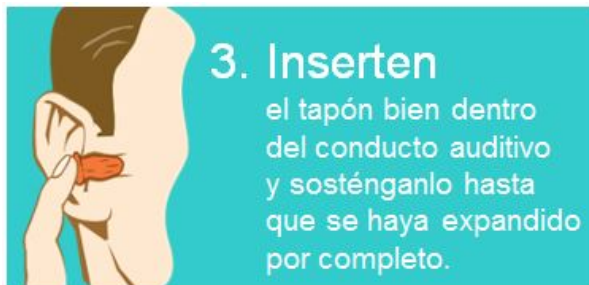 3. Inserten
el tapón bien dentro
del conducto auditivo
y sosténganlo hasta
que se haya expandido
por completo.